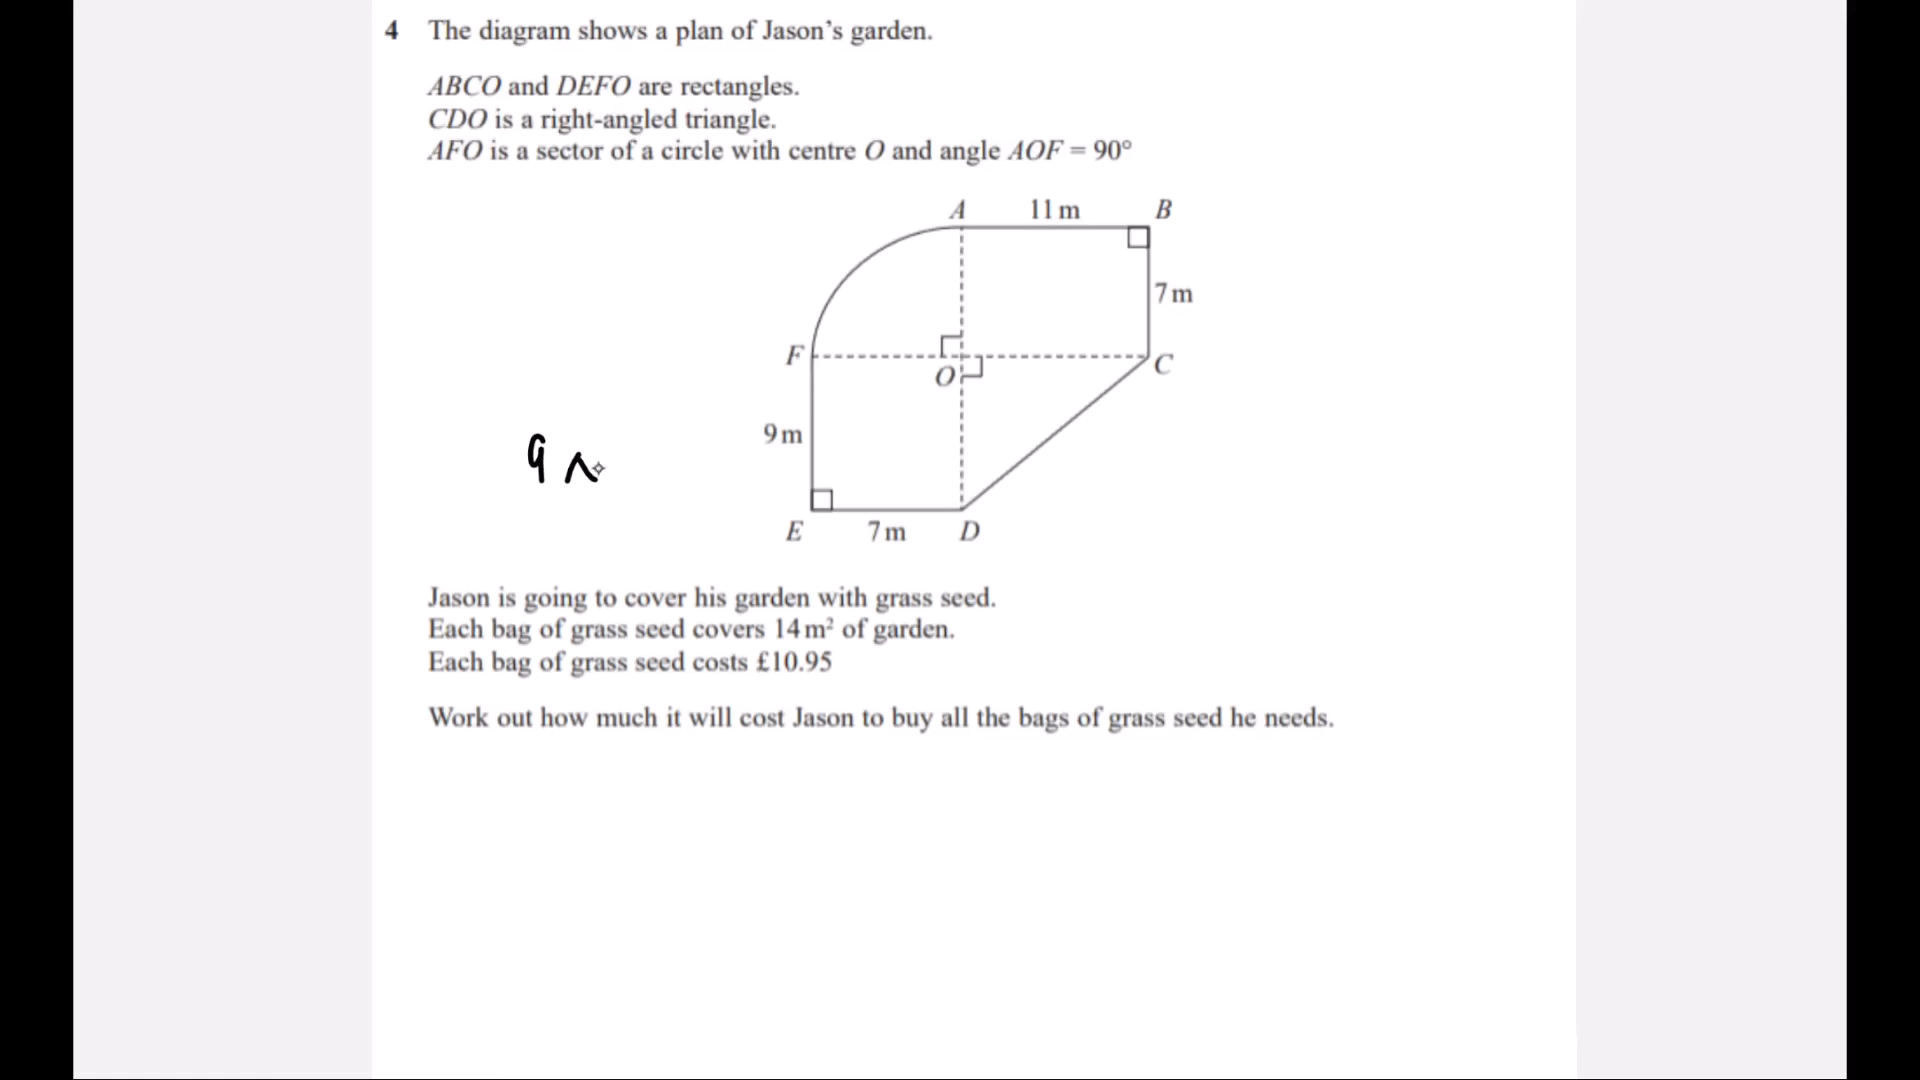 4 The diagram shows a plan of Jason’s garden.
ABCO and DEFO are rectangles.
CDO is a right-angled triangle.
AFO is a sector of a circle with centre O and angle AOF = 90°
A 11 m B
7 m
F O C
9 m
9
E 7 m D
Jason is going to cover his garden with grass seed.
Each bag of grass seed covers 14 m² of garden.
Each bag of grass seed costs £10.95
Work out how much it will cost Jason to buy all the bags of grass seed he needs.